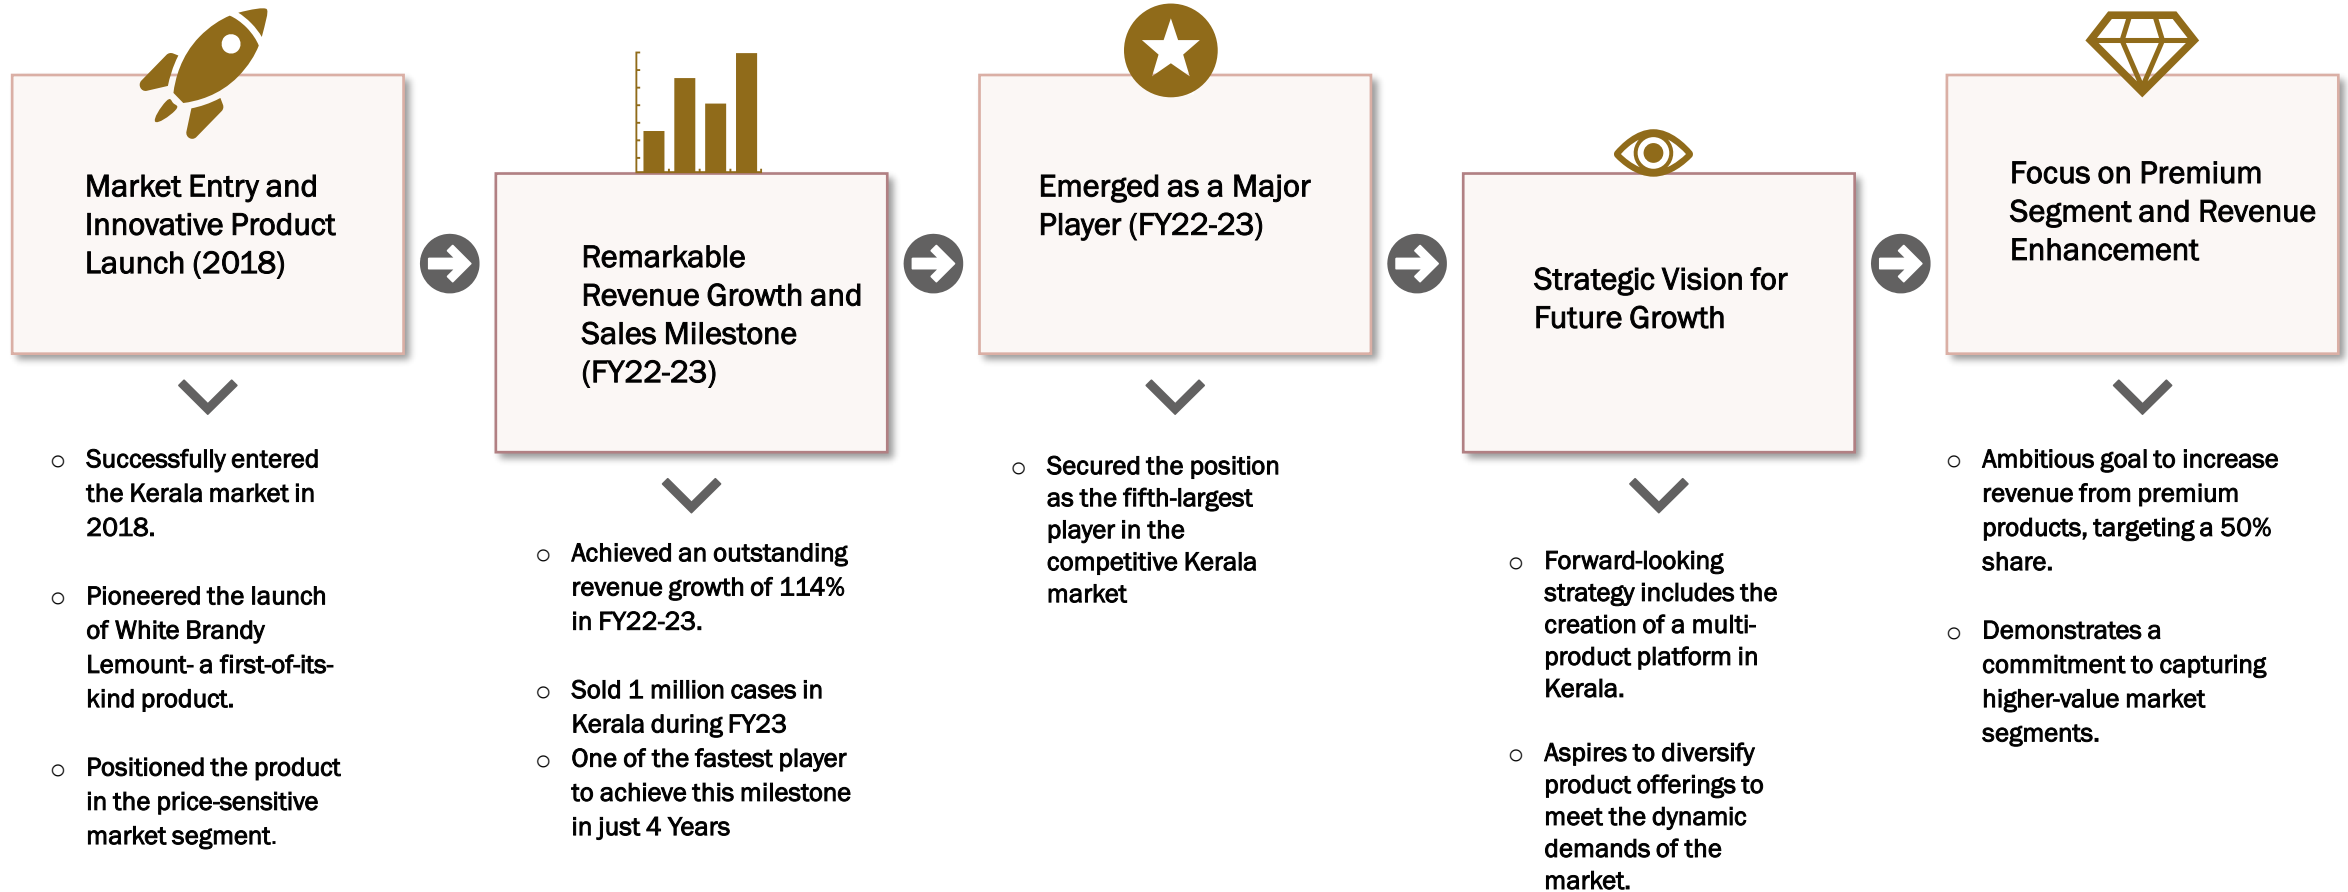 Market Entry and
Innovative Product
Launch (2018)
Successfully entered
the Kerala market in
2018.
Pioneered the launch
of White Brandy
Lemount- a first-of-its-
kind product.
Positioned the product
in the price-sensitive
market segment.
Remarkable
Revenue Growth and
Sales Milestone
(FY22-23)
Achieved an outstanding
revenue growth of 114%
in FY22-23.
Sold 1 million cases in
Kerala during FY23
One of the fastest player
to achieve this milestone
in just 4 Years
Emerged as a Major
Player (FY22-23)
Secured the position
as the fifth-largest
player in the
competitive Kerala
market
Strategic Vision for
Future Growth
Forward-looking
strategy includes the
creation of a multi-
product platform in
Kerala.
Aspires to diversify
product offerings to
meet the dynamic
demands of the
market.
Focus on Premium
Segment and Revenue
Enhancement
Ambitious goal to increase
revenue from premium
products, targeting a 50%
share.
Demonstrates a
commitment to capturing
higher-value market
segments.